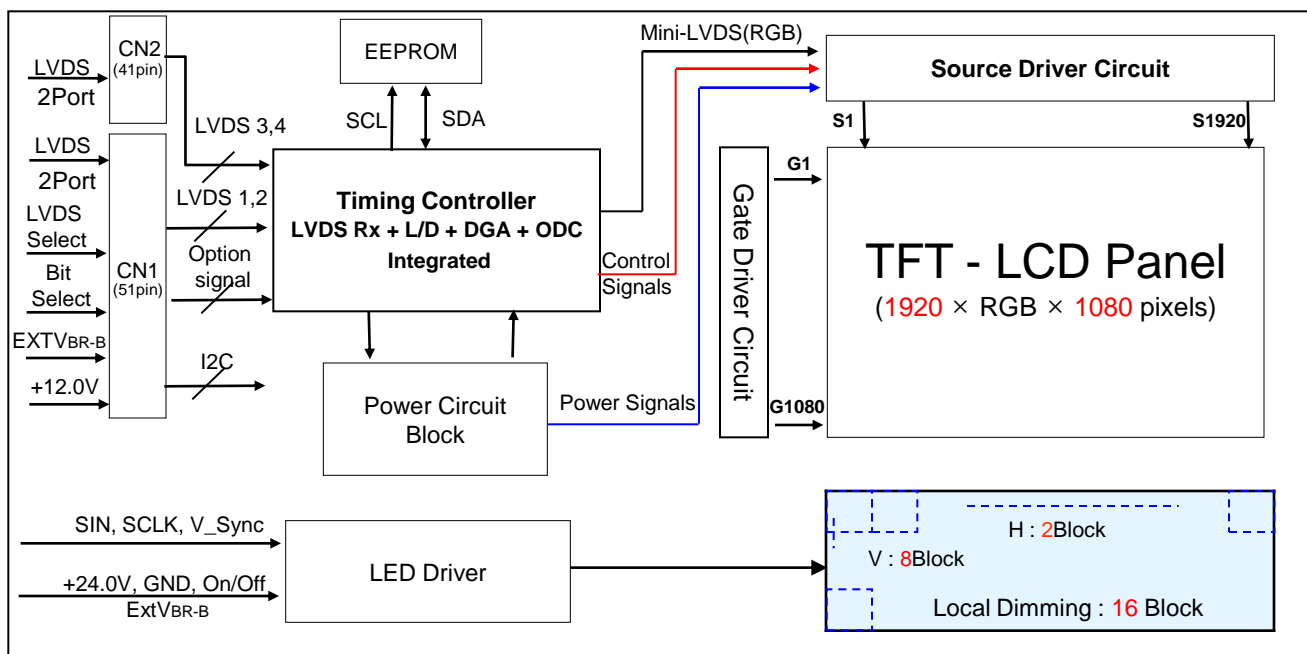 CN2
(41pin)
LVDS
2Port
LVDS
2Port
LVDS
Select
Bit
Select
EXTVBR-B
+12.0V
CN1
(51pin)
LVDS 3,4
LVDS 1,2
Option
signal
I2C
EEPROM
SCL
SDA
Timing Controller
LVDS Rx + L/D + DGA + ODC
Integrated
Power Circuit
Block
Mini-LVDS(RGB)
Control
Signals
Power Signals
Source Driver Circuit
S1
S1920
Gate Driver Circuit
G1
G1080
TFT - LCD Panel
(1920 × RGB × 1080 pixels)
SIN, SCLK, V_Sync
+24.0V, GND, On/Off
ExtVBR-B
LED Driver
H : 2Block
V : 8Block
Local Dimming : 16 Block